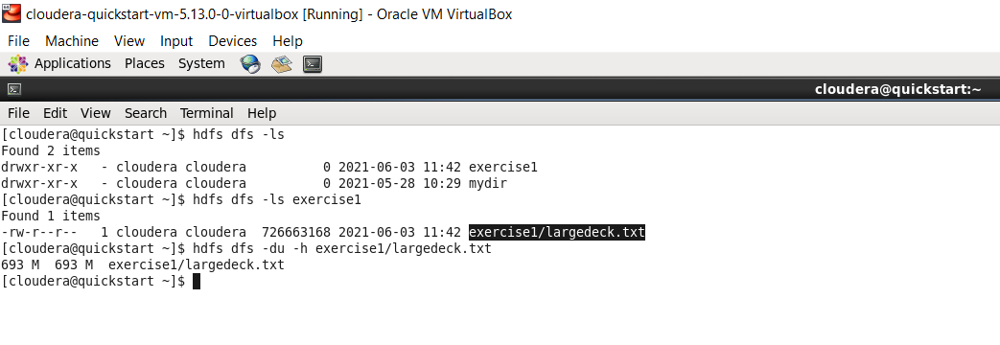 cloudera-quickstart-vm-5.13.0-0-virtualbox [Running] - Oracle VM VirtualBox
File Machine View Input Devices Help
Applications Places System
cloudera@quickstart:~
File Edit View Search Terminal Help
[cloudera@quickstart ~]$ hdfs dfs -ls
Found 2 items
drwxr-xr-x   - cloudera cloudera          0 2021-06-03 11:42 exercise1
drwxr-xr-x   - cloudera cloudera          0 2021-05-28 10:29 mydir
[cloudera@quickstart ~]$ hdfs dfs -ls exercise1
Found 1 items
-rw-r--r--   1 cloudera cloudera  726663168 2021-06-03 11:42 exercise1/largedeck.txt
[cloudera@quickstart ~]$ hdfs dfs -du -h exercise1/largedeck.txt
693 M  693 M  exercise1/largedeck.txt
[cloudera@quickstart ~]$